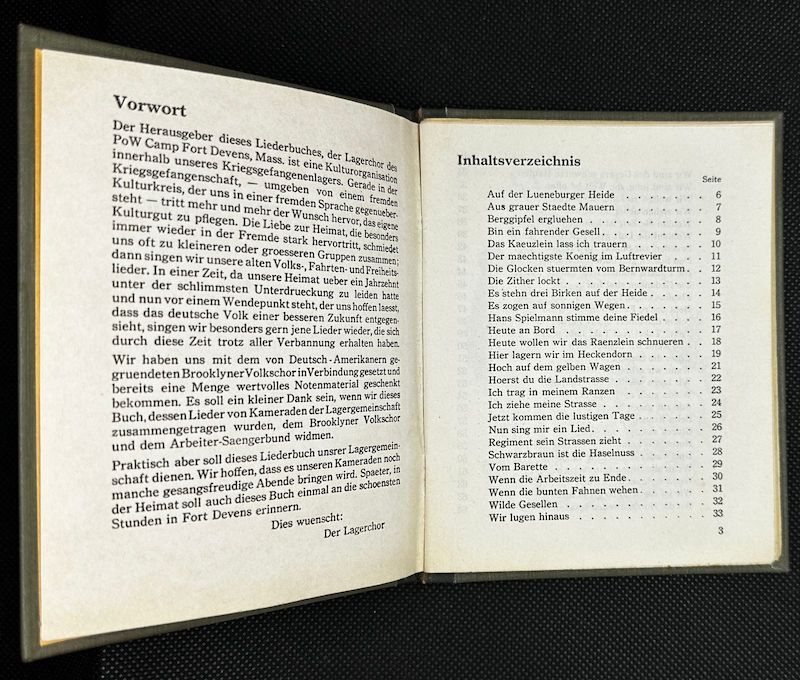 Vorwort
Der Herausgeber dieses Liederbuches, der Lagerchor des
PoW Camp Fort Devens, Mass. ist eine Kulturorganisation
innerhalb unseres Kriegsgefangenenlagers. Gerade in der
Kriegsgefangenschaft, — umgeben von einem fremden
Kulturkreis, der uns in einer fremden Sprache gegenueber-
steht — tritt mehr und mehr der Wunsch hervor, das eigene
Kulturgut zu pflegen. Die Liebe zur Heimat, die besonders
immer wieder in der Fremde stark hervortritt, schmiedet
uns oft zu kleineren oder groesseren Gruppen zusammen;
dann singen wir unsere alten Volks-, Fahrten- und Freiheits-
lieder. In einer Zeit, da unsere Heimat ueber ein Jahrzehnt
unter der schlimmsten Unterdrueckung zu leiden hatte
und nun vor einem Wendepunkt steht, der uns hoffen laesst,
dass das deutsche Volk einer besseren Zukunft entgegen-
sieht, singen wir besonders gern jene Lieder wieder, die sich
durch diese Zeit trotz aller Verbannung erhalten haben.
Wir haben uns mit dem von Deutsch-Amerikanern ge-
gruendeten Brooklyner Volkschor in Verbindung gesetzt und
bereits eine Menge wertvolles Notenmaterial geschenkt
bekommen. Es soll ein kleiner Dank sein, wenn wir dieses
Buch, dessen Lieder von Kameraden der Lagergemeinschaft
zusammengetragen wurden, dem Brooklyner Volkschor
und dem Arbeiter-Saengerbund widmen.
Praktisch aber soll dieses Liederbuch unsrer Lagergemein-
schaft dienen. Wir hoffen, dass es unseren Kameraden noch
manche gesangsfreudige Abende bringen wird. Spaeter, in
der Heimat soll auch dieses Buch einmal an die schoensten
Stunden in Fort Devens erinnern.
Dies wuenscht:
Der Lagerchor
Inhaltsverzeichnis
Seite
Auf der Lueneburger Heide . . . . . . . . 6
Aus grauer Staedte Mauern . . . . . . . . 7
Berggipfel ergluehen . . . . . . . . . . 8
Bin ein fahrender Gesell . . . . . . . . . 9
Das Kaeuzlein lass ich trauern . . . . . . . 10
Der maechtigste Koenig im Luftrevier . . . . 11
Die Glocken stuermten vom Bernwardturm . . 12
Die Zither lockt . . . . . . . . . . . 13
Es stehn drei Birken auf der Heide . . . . . 14
Es zogen auf sonnigen Wegen . . . . . . . 15
Hans Spielmann stimme deine Fiedel . . . . 16
Heute an Bord . . . . . . . . . . . 17
Heute wollen wir das Raenzlein schnueren . . 18
Hier lagern wir im Heckendorn . . . . . . 19
Hoch auf dem gelben Wagen . . . . . . . 21
Hoerst du die Landstrasse . . . . . . . . 22
Ich trag in meinem Ranzen . . . . . . . . 23
Ich ziehe meine Strasse . . . . . . . . . 24
Jetzt kommen die lustigen Tage . . . . . . 25
Nun sing mir ein Lied . . . . . . . . . 26
Regiment sein Strassen zieht . . . . . . . 27
Schwarzbraun ist die Haselnuss . . . . . . 28
Vom Barette . . . . . . . . . . . . 29
Wenn die Arbeitszeit zu Ende . . . . . . . 30
Wenn die bunten Fahnen wehen . . . . . . 31
Wilde Gesellen . . . . . . . . . . . 32
Wir lugen hinaus . . . . . . . . . . 33
3